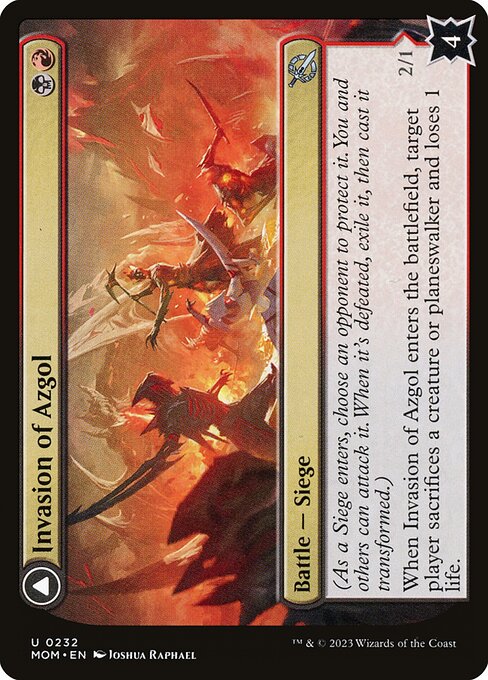 Invasion of Azgol
Battle — Siege
(As a Siege enters, choose an opponent to protect it. You and
others can attack it. When it's defeated, exile it, then cast it
transformed.)
When Invasion of Azgol enters the battlefield, target
player sacrifices a creature or planeswalker and loses 1
life.
2/1
4
U 0232
MOM • EN Joshua Raphael
™ & © 2023 Wizards of the Coast